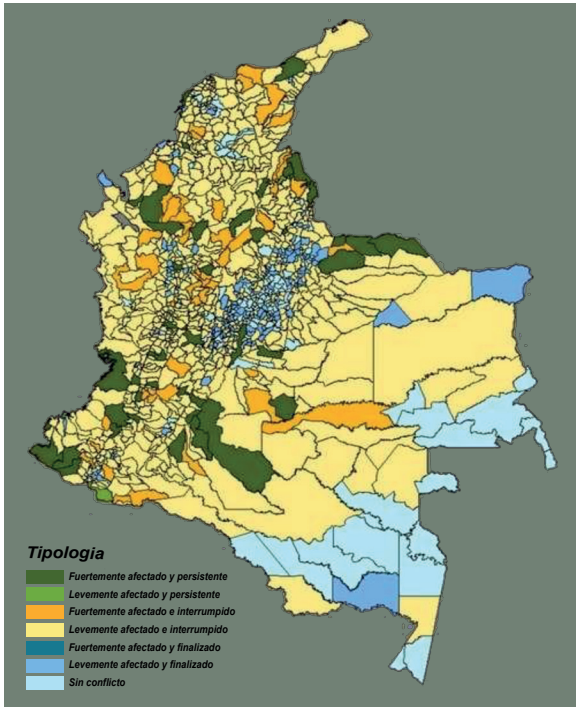 Tipologia
Fuertemente afectado y persistente
Levemente afectado y persistente
Fuertemente afectado e interrumpido
Levemente afectado e interrumpido
Fuertemente afectado y finalizado
Levemente afectado y finalizado
Sin conflicto